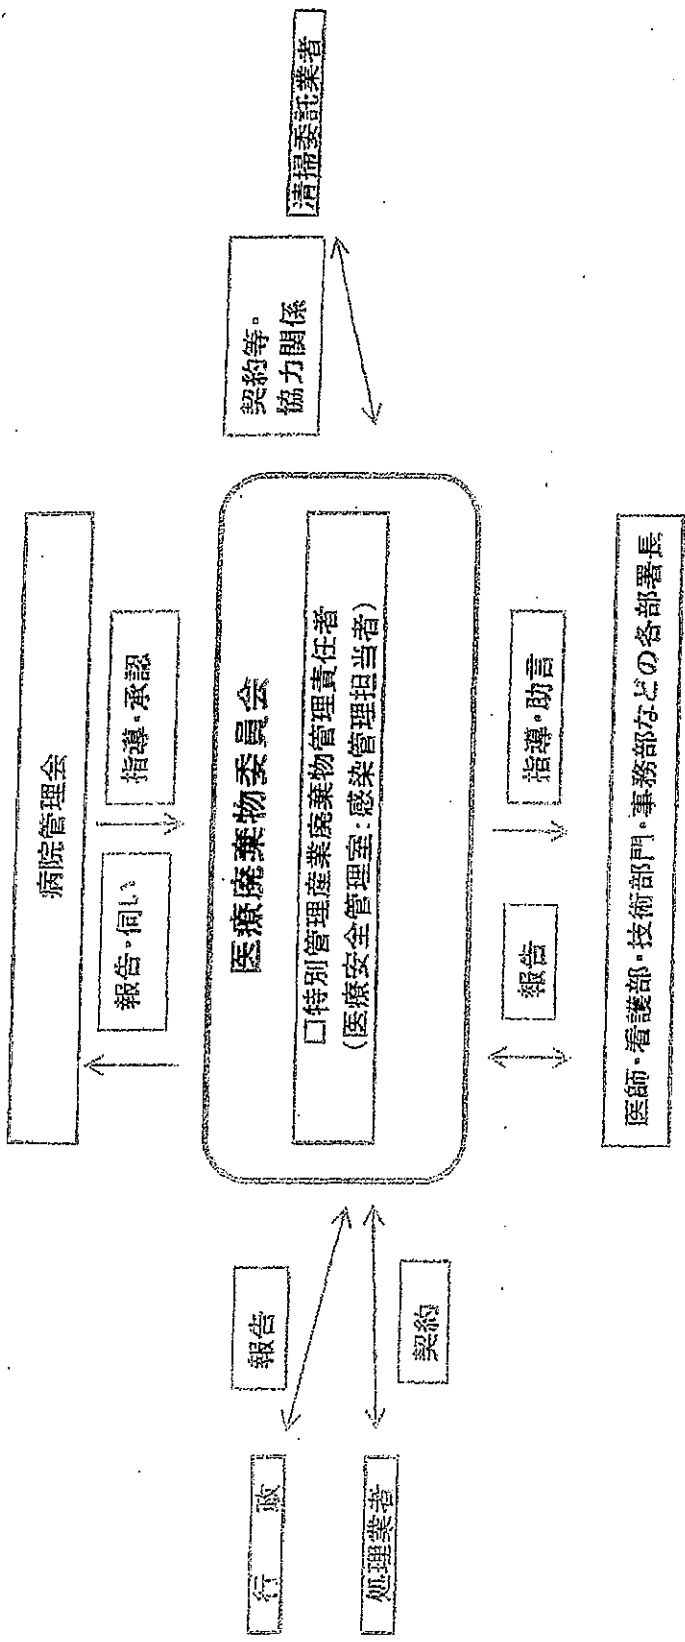 病院管理会
報告・伺い
指導・承認
医療廃棄物委員会
口特別管理産業廃棄物管理責任者
(医療安全管理室:感染管理担当者)
行　政
報告
処理業者
契約
契約等・
協力関係
清掃委託業者
報告
指導・助言
医師・看護部・技術部門・事務部などの各部署長